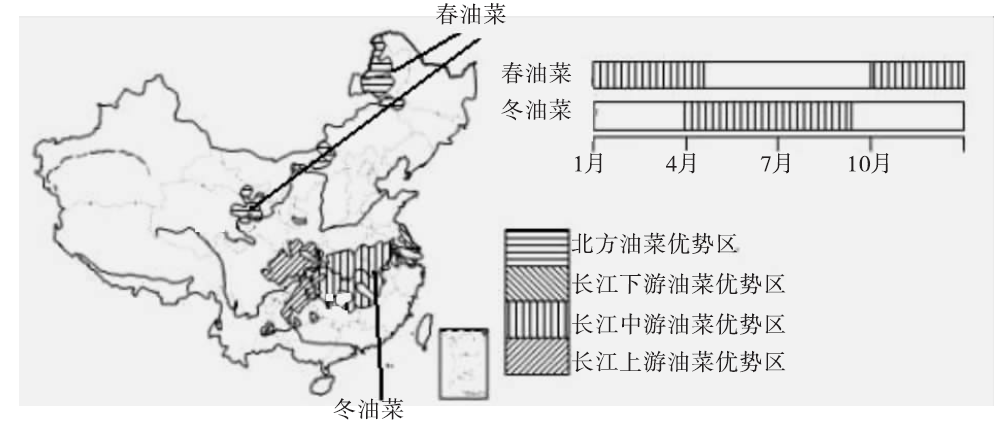 春油菜
春油菜
冬油菜
1月 4月 7月 10月
北方油菜优势区
长江下游油菜优势区
长江中游油菜优势区
长江上游油菜优势区
冬油菜